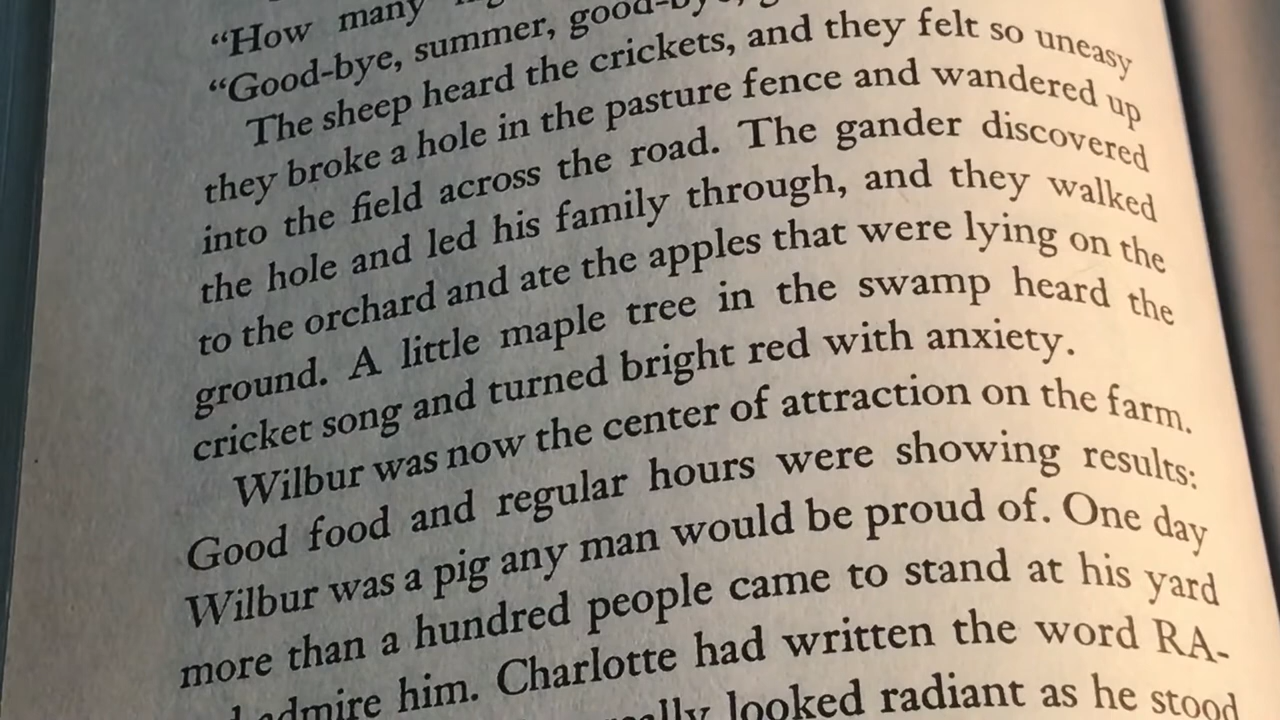 “How many
“Good-bye, summer, good-bye,
The sheep heard the crickets, and they felt so uneasy
they broke a hole in the pasture fence and wandered up
into the field across the road. The gander discovered
the hole and led his family through, and they walked
to the orchard and ate the apples that were lying on the
ground. A little maple tree in the swamp heard the
cricket song and turned bright red with anxiety.
Wilbur was now the center of attraction on the farm.
Good food and regular hours were showing results:
Wilbur was a pig any man would be proud of. One day
more than a hundred people came to stand at his yard
admire him. Charlotte had written the word RA-
looked radiant as he stood